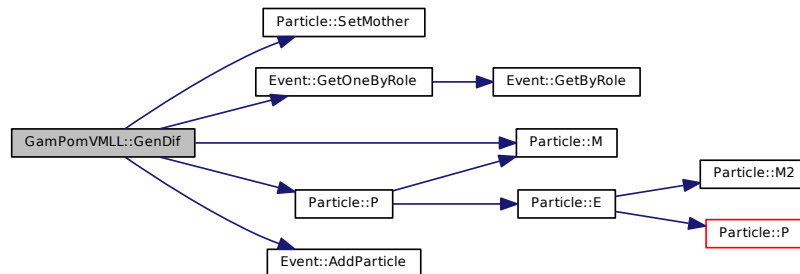 Particle::SetMother
Event::GetOneByRole
Event::GetByRole
GamPomVMLL::GenDif
Particle::M
Particle::M2
Particle::P
Particle::E
Particle::P
Event::AddParticle